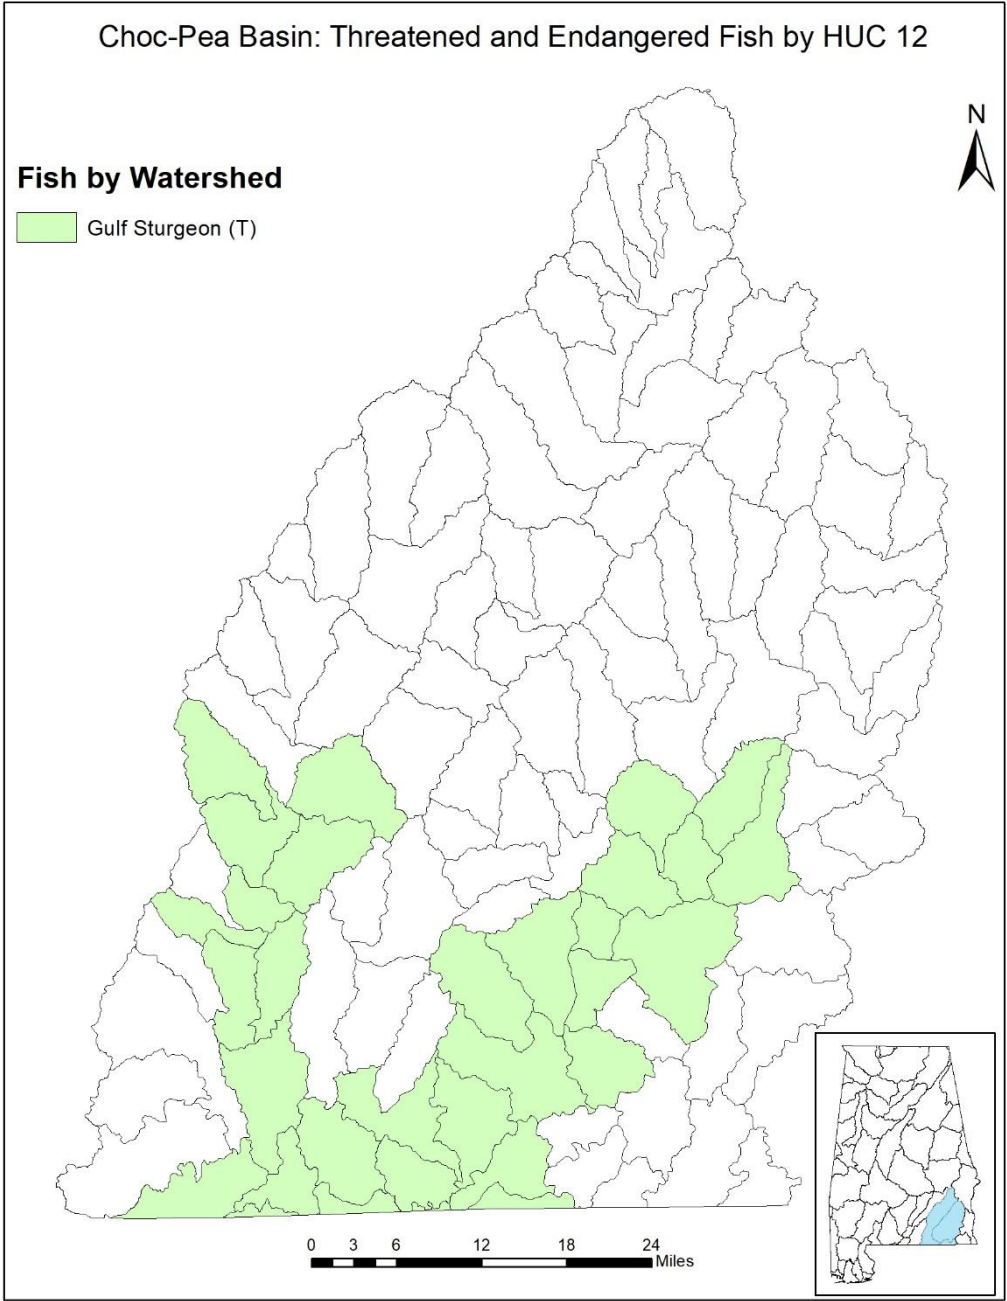 Choc-Pea Basin: Threatened and Endangered Fish by HUC 12
N
Fish by Watershed
Gulf Sturgeon (T)
0 3 6 12 18 24
Miles